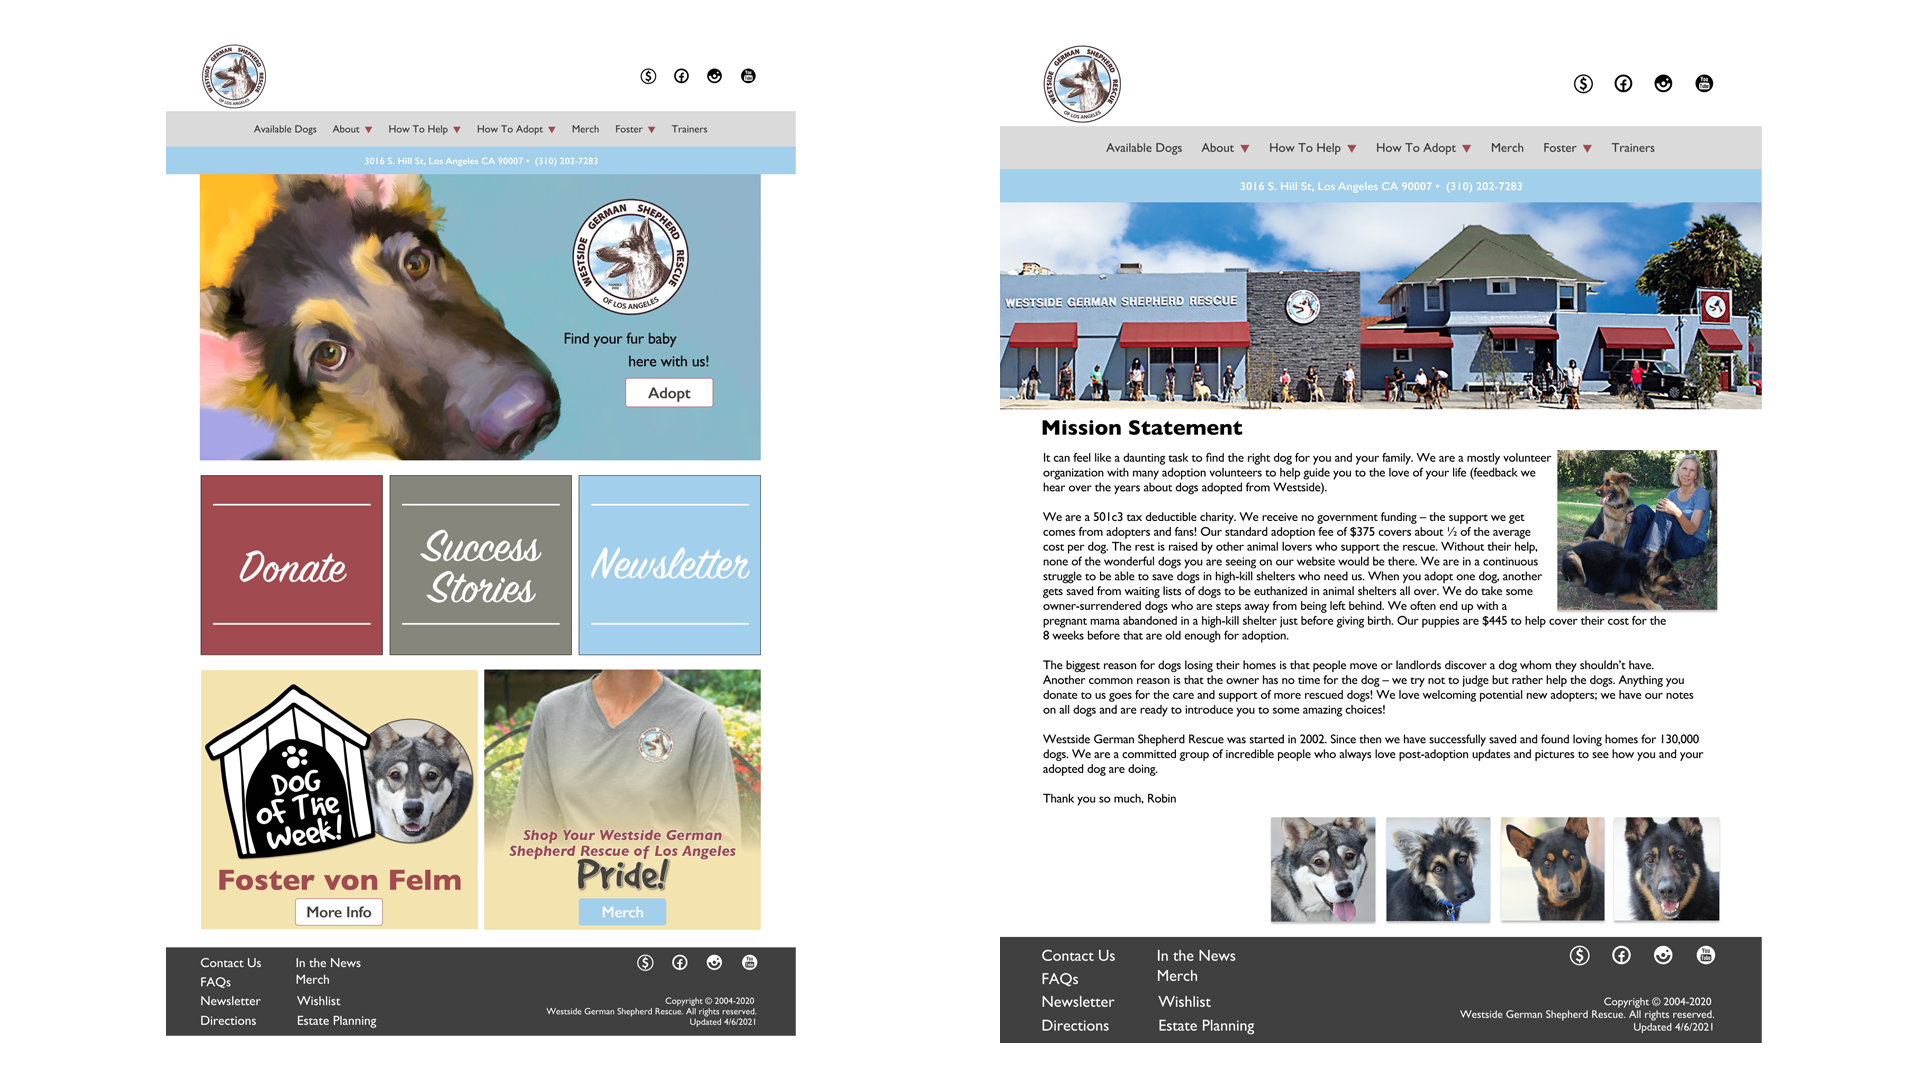 WESTSIDE GERMAN SHEPHERD RESCUE
OF LOS ANGELES
Available Dogs About How To Help How To Adopt Merch Foster Trainers
3016 S. Hill St, Los Angeles CA 90007 • (310) 202-7283
WESTSIDE GERMAN SHEPHERD RESCUE
OF LOS ANGELES
Find your fur baby
here with us!
Adopt
Donate
Success
Stories
Newsletter
DOG
of The
Week!
Foster von Felm
More Info
Shop Your Westside German
Shepherd Rescue of Los Angeles
Pride!
Merch
Contact Us
FAQs
Newsletter
Directions
In the News
Merch
Wishlist
Estate Planning
You
Tube
Copyright © 2004-2020
Westside German Shepherd Rescue. All rights reserved.
Updated 4/6/2021
WESTSIDE GERMAN SHEPHERD RESCUE
OF LOS ANGELES
You
Tube
Available Dogs About How To Help How To Adopt Merch Foster Trainers
3016 S. Hill St, Los Angeles CA 90007 • (310) 202-7283
WESTSIDE GERMAN SHEPHERD RESCUE
Mission Statement
It can feel like a daunting task to find the right dog for you and your family. We are a mostly volunteer
organization with many adoption volunteers to help guide you to the love of your life (feedback we
hear over the years about dogs adopted from Westside).
We are a 501c3 tax deductible charity. We receive no government funding – the support we get
comes from adopters and fans! Our standard adoption fee of $375 covers about ½ of the average
cost per dog. The rest is raised by other animal lovers who support the rescue. Without their help,
none of the wonderful dogs you are seeing on our website would be there. We are in a continuous
struggle to be able to save dogs in high-kill shelters who need us. When you adopt one dog, another
gets saved from waiting lists of dogs to be euthanized in animal shelters all over. We do take some
owner-surrendered dogs who are steps away from being left behind. We often end up with a
pregnant mama abandoned in a high-kill shelter just before giving birth. Our puppies are $445 to help cover their cost for the
8 weeks before that are old enough for adoption.
The biggest reason for dogs losing their homes is that people move or landlords discover a dog whom they shouldn't have.
Another common reason is that the owner has no time for the dog – we try not to judge but rather help the dogs. Anything you
donate to us goes for the care and support of more rescued dogs! We love welcoming potential new adopters; we have our notes
on all dogs and are ready to introduce you to some amazing choices!
Westside German Shepherd Rescue was started in 2002. Since then we have successfully saved and found loving homes for 130,000
dogs. We are a committed group of incredible people who always love post-adoption updates and pictures to see how you and your
adopted dog are doing.
Thank you so much, Robin
Contact Us
FAQs
Newsletter
Directions
In the News
Merch
Wishlist
Estate Planning
You
Tube
Copyright © 2004-2020
Westside German Shepherd Rescue. All rights reserved.
Updated 4/6/2021